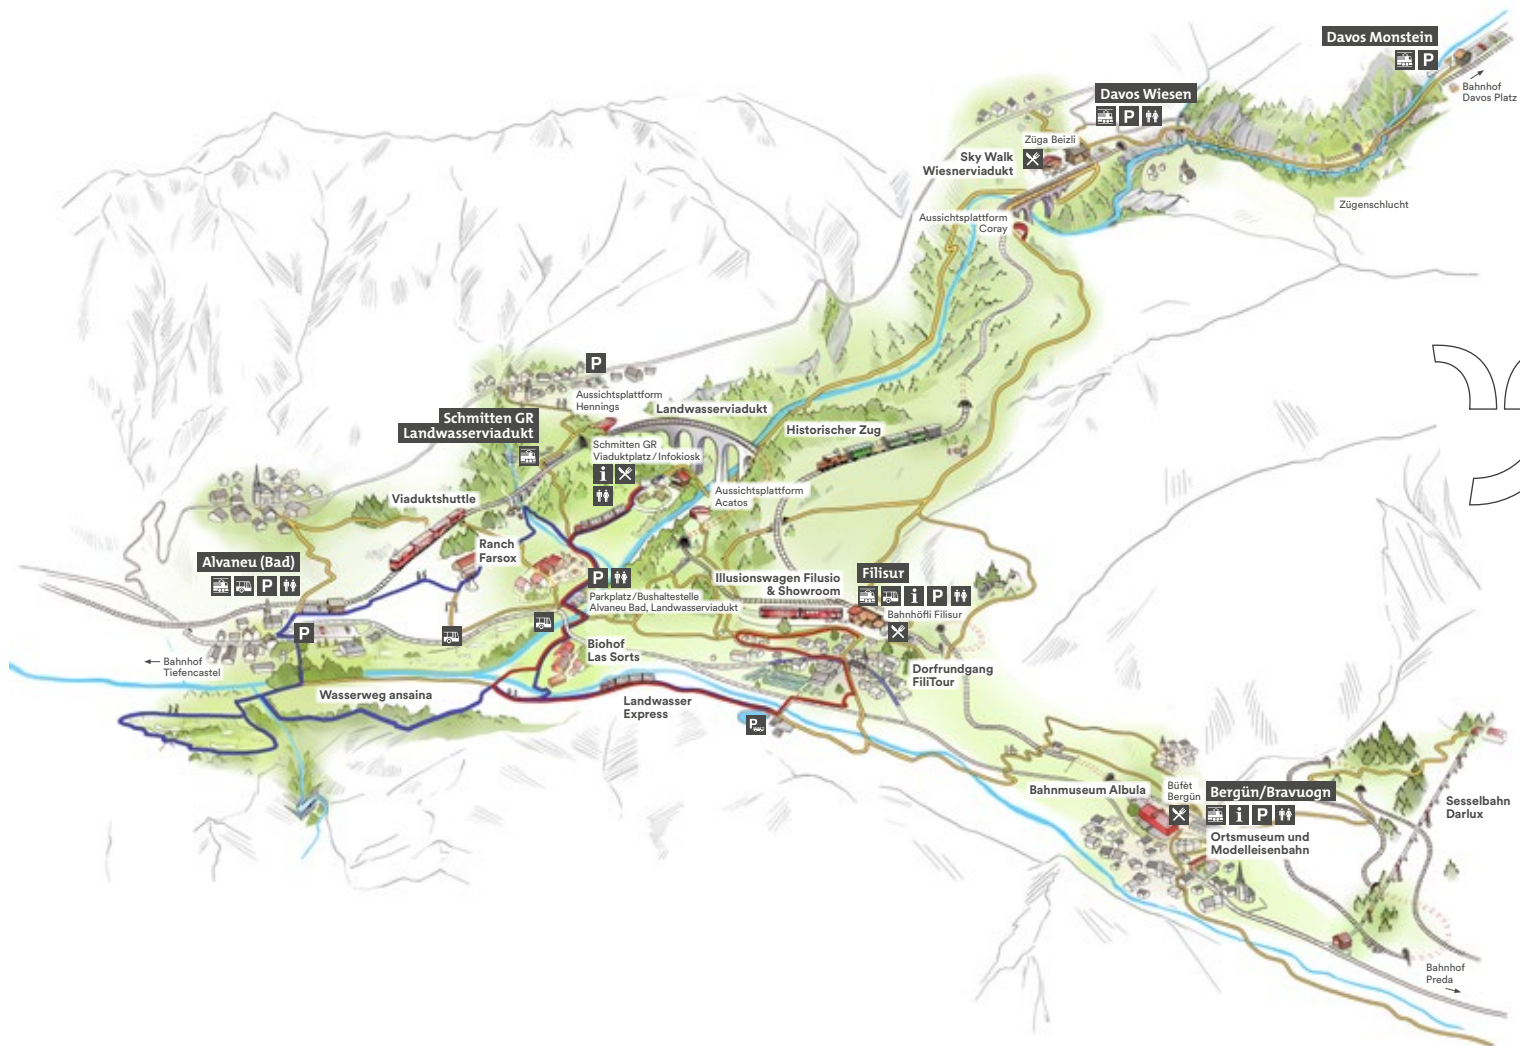 Davos Monstein
P
Bahnhof
Davos Platz
Davos Wiesen
P
Züga Beizli
Sky Walk
Wiesnerviadukt
Zügenschlucht
Aussichtsplattform
Coray
P
Aussichtsplattform
Hennings
Landwasserviadukt
Schmitten GR
Landwasserviadukt
Historischer Zug
Schmitten GR
Viaduktplatz/Infokiosk
i
Aussichtsplattform
Acatos
Viaduktshuttle
Ranch
Farsox
Alvaneu (Bad)
P
P
Parkplatz/Bushaltestelle
Alvaneu Bad, Landwasserviadukt
Illusionswagen Filusio
& Showroom
Filisur
i P
Bahnhöfli Filisur
P
Biohof
Las Sorts
Bahnhof
Tiefencastel
Dorfrundgang
FiliTour
Wasserweg ansaina
Landwasser
Express
P
Bahnmuseum Albula
Büfèt
Bergün
Bergün/Bravuogn
i P
Ortsmuseum und
Modelleisenbahn
Sesselbahn
Darlux
Bahnhof
Preda